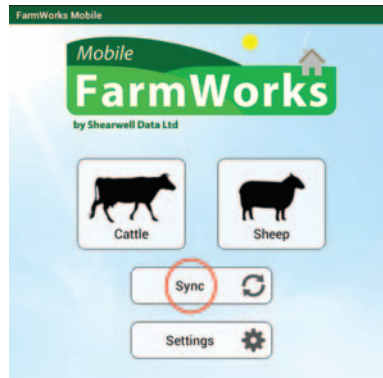 FarmWorks Mobile
Mobile
FarmWorks
by Shearwell Data Ltd
Cattle
Sheep
Sync
Settings